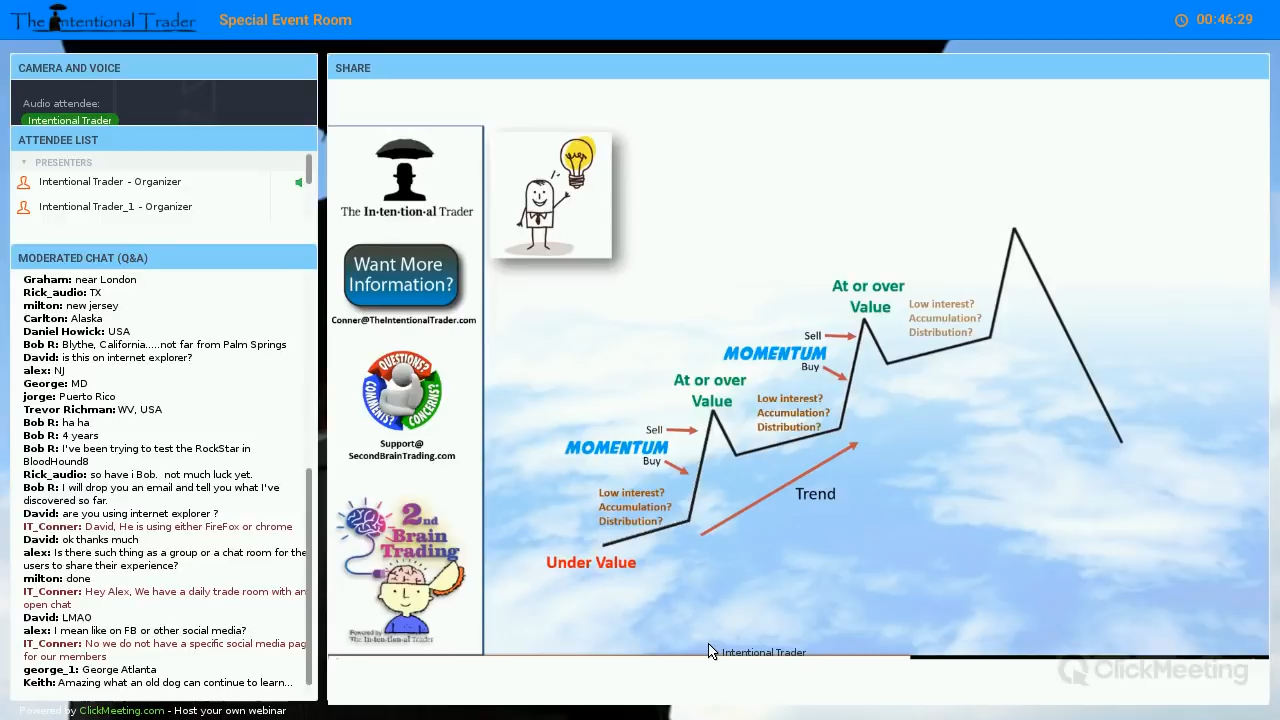 The Intentional Trader
Special Event Room
00:46:29
CAMERA AND VOICE
Audio attendee:
Intentional Trader
ATTENDEE LIST
PRESENTERS
Intentional Trader - Organizer
Intentional Trader_1 - Organizer
MODERATED CHAT (Q&A)
Graham: near London
Rick_audio: TX
milton: new jersey
Carlton: Alaska
Daniel Howick: USA
Bob R: Blythe, California.....not far from Palm Springs
David: is this on internet explorer?
alex: NJ
George: MD
jorge: Puerto Rico
Trevor Richman: WV, USA
Bob R: ha ha
Bob R: 4 years
Bob R: I've been trying to test the RockStar in
BloodHound8
Rick_audio: so have i Bob. not much luck yet.
Bob R: I will drop you an email and tell you what I've
discovered so far.
David: are you using internet explorer ?
IT_Conner: David, He is using either FireFox or chrome
David: ok thanks much
alex: Is there such thing as a group or a chat room for the
users to share their experience?
milton: done
IT_Conner: Hey Alex, We have a daily trade room with an
open chat
David: LMAO
alex: I mean like on FB or other social media?
IT_Conner: No we do not have a specific social media pag
for our members
george_1: George Atlanta
Keith: Amazing what an old dog can continue to learn...
Powered by ClickMeeting.com - Host your own webinar
SHARE
The In·ten·tion·al Trader
Want More
Information?
Conner@TheIntentionalTrader.com
QUESTIONS?
COMMENTS?
CONCERNS?
Support@
SecondBrainTrading.com
2nd
Brain
Trading
Powered by
The In-ten-tion-al Trader
At or over
Value
Low interest?
Accumulation?
Distribution?
Sell
MOMENTUM
Buy
At or over
Value
Low interest?
Accumulation?
Distribution?
Sell
MOMENTUM
Buy
Low interest?
Accumulation?
Distribution?
Trend
Under Value
Intentional Trader
ClickMeeting